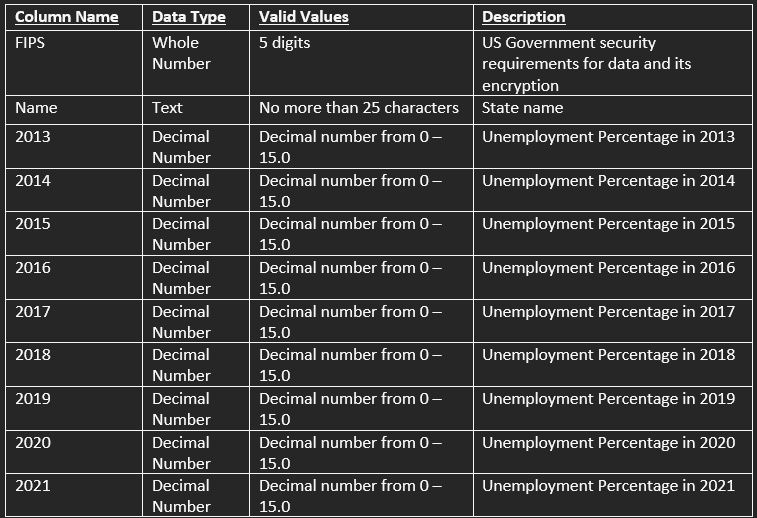 Column Name Data Type Valid Values Description
FIPS Whole 5 digits US Government security
Number requirements for data and its
encryption
Name Text No more than 25 characters State name
2013 Decimal Decimal number from 0 – Unemployment Percentage in 2013
Number 15.0
2014 Decimal Decimal number from 0 – Unemployment Percentage in 2014
Number 15.0
2015 Decimal Decimal number from 0 – Unemployment Percentage in 2015
Number 15.0
2016 Decimal Decimal number from 0 – Unemployment Percentage in 2016
Number 15.0
2017 Decimal Decimal number from 0 – Unemployment Percentage in 2017
Number 15.0
2018 Decimal Decimal number from 0 – Unemployment Percentage in 2018
Number 15.0
2019 Decimal Decimal number from 0 – Unemployment Percentage in 2019
Number 15.0
2020 Decimal Decimal number from 0 – Unemployment Percentage in 2020
Number 15.0
2021 Decimal Decimal number from 0 – Unemployment Percentage in 2021
Number 15.0